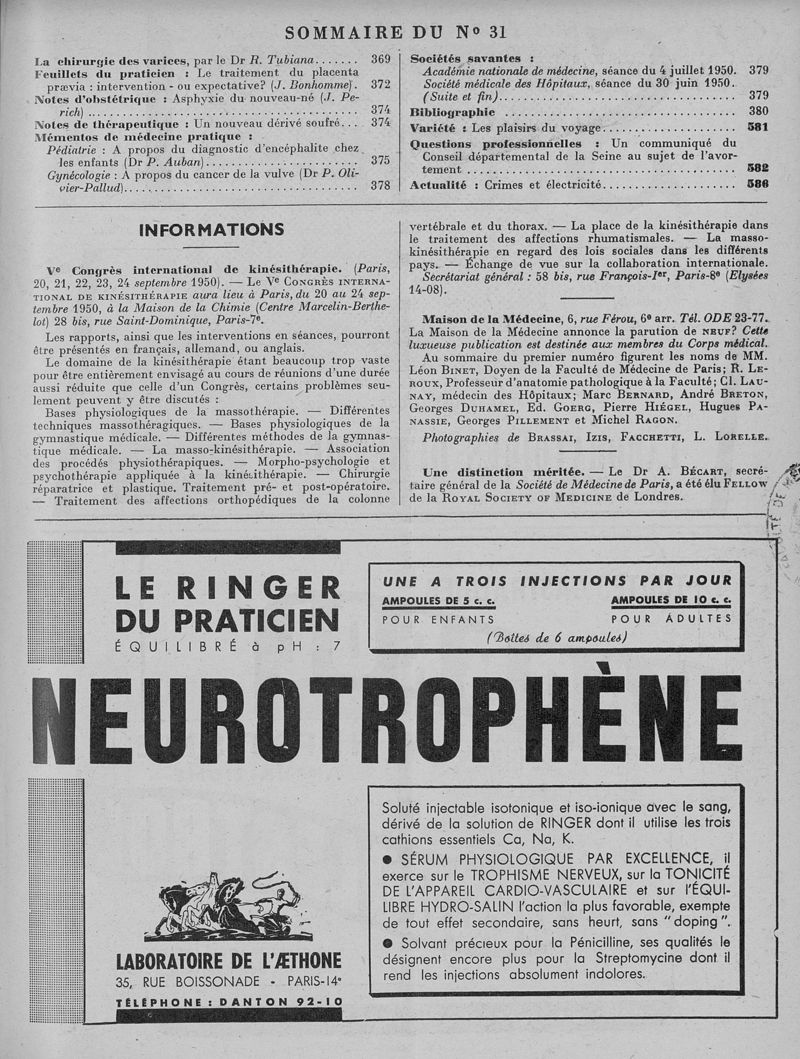 SOMMAIRE DU Nº 31
La chirurgie des varices, par le Dr R. Tubiana....... 369
Feuillets du praticien : Le traitement du placenta
prævia : intervention - ou expectative? (J. Bonhomme). 372
Notes d'obstétrique : Asphyxie du nouveau-né (J. Pe-
rich) ................................................ 374
Notes de thérapeutique : Un nouveau dérivé soufré.... 374
Mémentos de médecine pratique :
Pédiatrie : A propos du diagnostic d'encéphalite chez
les enfants (Dr P. Auban)........................ 375
Gynécologie : A propos du cancer de la vulve (Dr P. Oli-
vier-Pallud)..................................... 378
Sociétés savantes :
Académie nationale de médecine, séance du 4 juillet 1950. 379
Société médicale des Hôpitaux, séance du 30 juin 1950.
(Suite et fin).................................... 379
Bibliographie ...................................... 380
Variété : Les plaisirs du voyage..................... 581
Questions professionnelles : Un communiqué du
Conseil départemental de la Seine au sujet de l'avor-
tement ......................................... 582
Actualité : Crimes et électricité..................... 586
INFORMATIONS
Ve Congrès international de kinésithérapie. (Paris,
20, 21, 22, 23, 24 septembre 1950). — Le Ve CONGRÈS INTERNA-
TIONAL DE KINÉSITHÉRAPIE aura lieu à Paris, du 20 au 24 sep-
tembre 1950, à la Maison de la Chimie (Centre Marcelin-Berthe-
lot) 28 bis, rue Saint-Dominique, Paris-7e.
Les rapports, ainsi que les interventions en séances, pourront
être présentés en français, allemand, ou anglais.
Le domaine de la kinésithérapie étant beaucoup trop vaste
pour être entièrement envisagé au cours de réunions d'une durée
aussi réduite que celle d'un Congrès, certains problèmes seu-
lement peuvent y être discutés :
Bases physiologiques de la massothérapie. — Différentes
techniques massothéragiques. — Bases physiologiques de la
gymnastique médicale. — Différentes méthodes de la gymnas-
tique médicale. — La masso-kinésithérapie. — Association
des procédés physiothérapiques. — Morpho-psychologie et
psychothérapie appliquée à la kinésithérapie. — Chirurgie
réparatrice et plastique. Traitement pré- et post-opératoire.
— Traitement des affections orthopédiques de la colonne
vertébrale et du thorax. — La place de la kinésithérapie dans
le traitement des affections rhumatismales. — La masso-
kinésithérapie en regard des lois sociales dans les différents
pays. — Échange de vue sur la collaboration internationale.
Secrétariat général : 58 bis, rue François-Ier, Paris-8e (Elysées
14-08).
Maison de la Médecine, 6, rue Férou, 6e arr. Tél. ODE 23-77.
La Maison de la Médecine annonce la parution de NEUF? Cette
luxueuse publication est destinée aux membres du Corps médical.
Au sommaire du premier numéro figurent les noms de MM.
Léon BINET, Doyen de la Faculté de Médecine de Paris; R. LE-
ROUX, Professeur d'anatomie pathologique à la Faculté; Cl. LAU-
NAY, médecin des Hôpitaux; Marc BERNARD, André BRETON,
Georges DUHAMEL, Ed. GOERG, Pierre HIÉGEL, Hugues PA-
NASSIE, Georges PILLEMENT et Michel RAGON.
Photographies de BRASSAI, IZIS, FACCHETTI, L. LORELLE.
Une distinction méritée. — Le Dr A. BÉCART, secré-
taire général de la Société de Médecine de Paris, a été élu FELLOW
de la ROYAL SOCIETY OF MEDICINE de Londres.
LE RINGER
DU PRATICIEN
ÉQUILIBRÉ à pH : 7
UNE A TROIS INJECTIONS PAR JOUR
AMPOULES DE 5 c. c. AMPOULES DE 10 c. c.
POUR ENFANTS POUR ADULTES
(Boîtes de 6 ampoules)
NEUROTROPHÈNE
Soluté injectable isotonique et iso-ionique avec le sang,
dérivé de la solution de RINGER dont il utilise les trois
cathions essentiels Ca, Na, K.
● SÉRUM PHYSIOLOGIQUE PAR EXCELLENCE, il
exerce sur le TROPHISME NERVEUX, sur la TONICITÉ
DE L'APPAREIL CARDIO-VASCULAIRE et sur l'ÉQUI-
LIBRE HYDRO-SALIN l'action la plus favorable, exempte
de tout effet secondaire, sans heurt, sans "doping".
● Solvant précieux pour la Pénicilline, ses qualités le
désignent encore plus pour la Streptomycine dont il
rend les injections absolument indolores.
LABORATOIRE DE L'ÆTHONE
35, RUE BOISSONADE - PARIS-14e
TÉLÉPHONE : DANTON 92-10